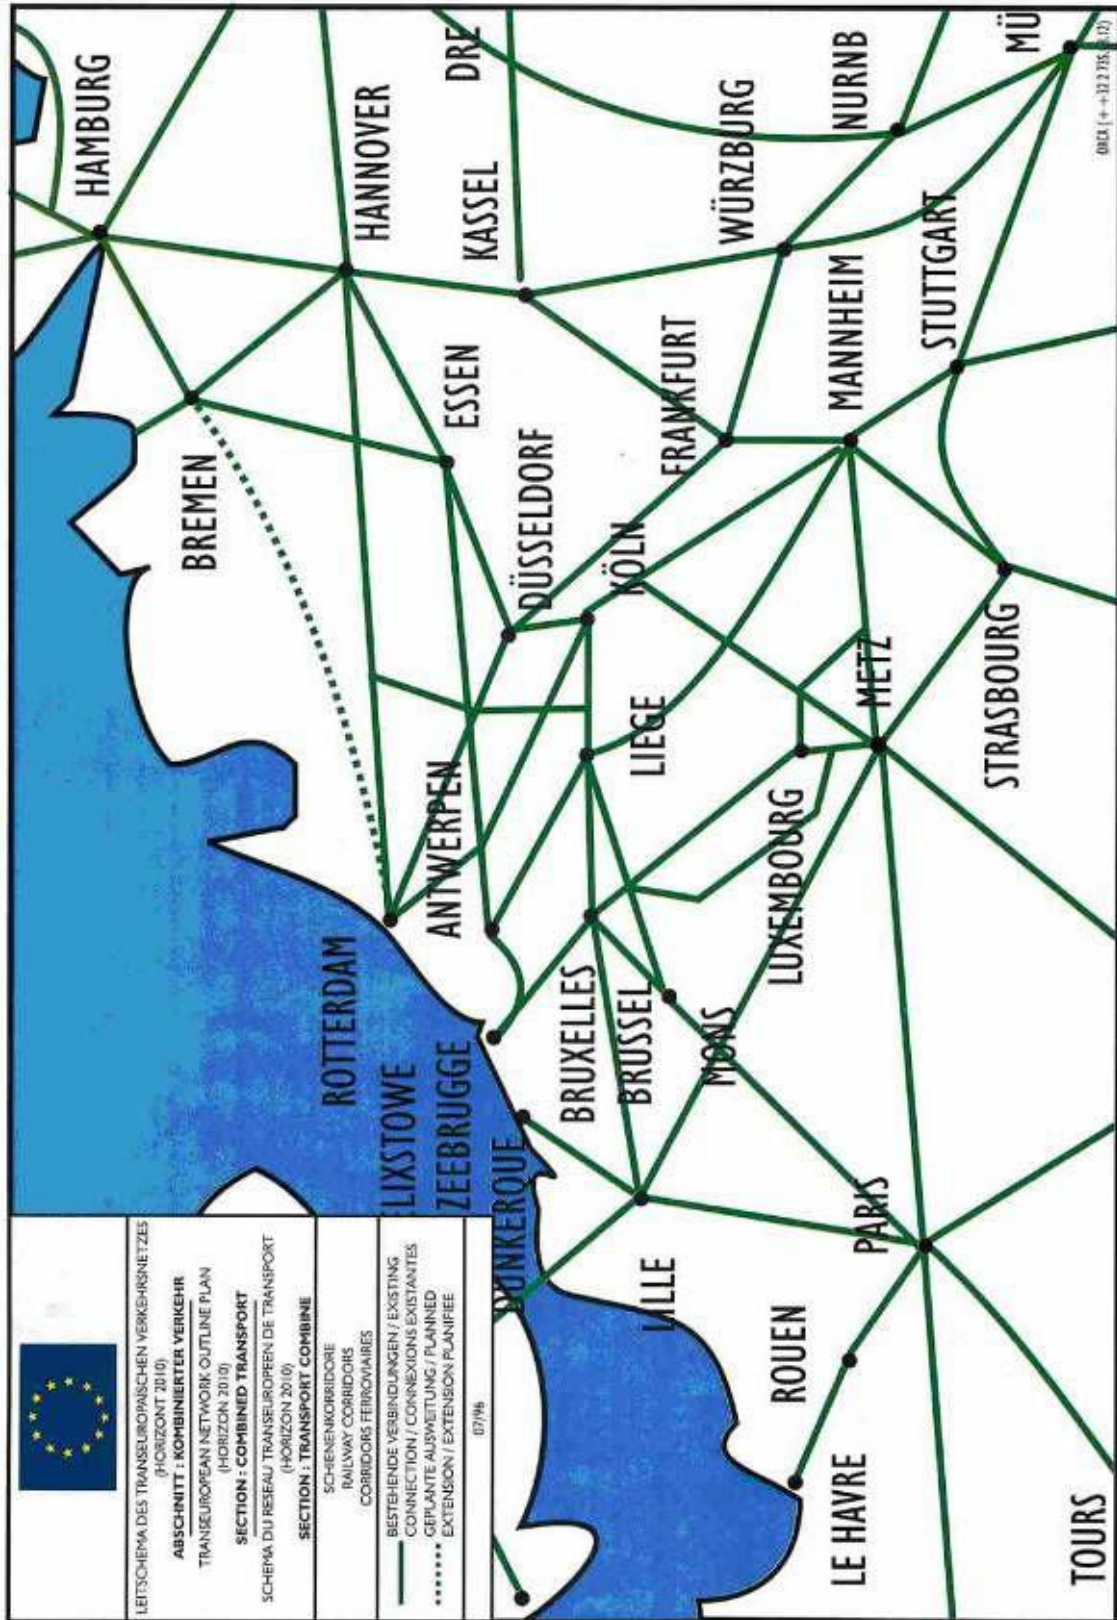 LEITSCHEMA DES TRANSEUROPAISCHEN VERKEHRSNETZES
(HORIZONT 2010)
ABSCHNITT : KOMBINIERTER VERKEHR
TRANSEUROPEAN NETWORK OUTLINE PLAN
(HORIZON 2010)
SECTION : COMBINED TRANSPORT
SCHEMA DU RESEAU TRANSEUROPEEN DE TRANSPORT
(HORIZON 2010)
SECTION : TRANSPORT COMBINE
SCHIENENKORRIDORE
RAILWAY CORRIDORS
CORRIDORS FERROVIAIRES
BESTEHENDE VERBINDUNGEN / EXISTING
CONNECTION / CONNEXIONS EXISTANTES
GEPLANTE AUSWEITUNG / PLANNED
EXTENSION / EXTENSION PLANIFIEE
07/96
HAMBURG
BREMEN
HANNOVER
ROTTERDAM
LIXSTOWE
ZEEBRUGGE
ANTWERPEN
ESSEN
KASSEL
DRE
DUNKERQUE
DÜSSELDORF
BRUXELLES
BRUSSEL
LIEGE
KÖLN
LILLE
MONS
FRANKFURT
WÜRZBURG
LUXEMBOURG
ROUEN
PARIS
METZ
MANNHEIM
NURNB
LE HAVRE
STRASBOURG
STUTTGART
MÜ
TOURS